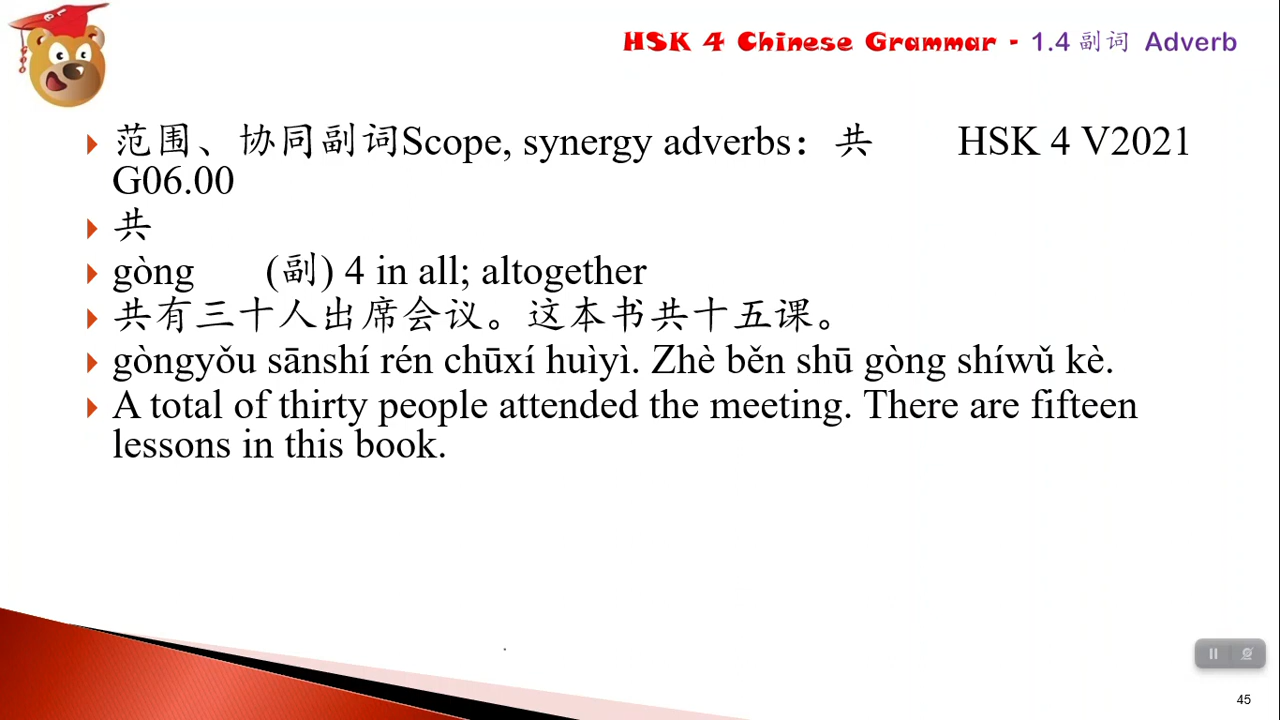 HSK 4 Chinese Grammar - 1.4 副词 Adverb
范围、协同副词Scope, synergy adverbs：共 HSK 4 V2021
G06.00
共
gòng (副) 4 in all; altogether
共有三十人出席会议。这本书共十五课。
gòngyǒu sānshí rén chūxí huìyì. Zhè běn shū gòng shíwǔ kè.
A total of thirty people attended the meeting. There are fifteen
lessons in this book.
45